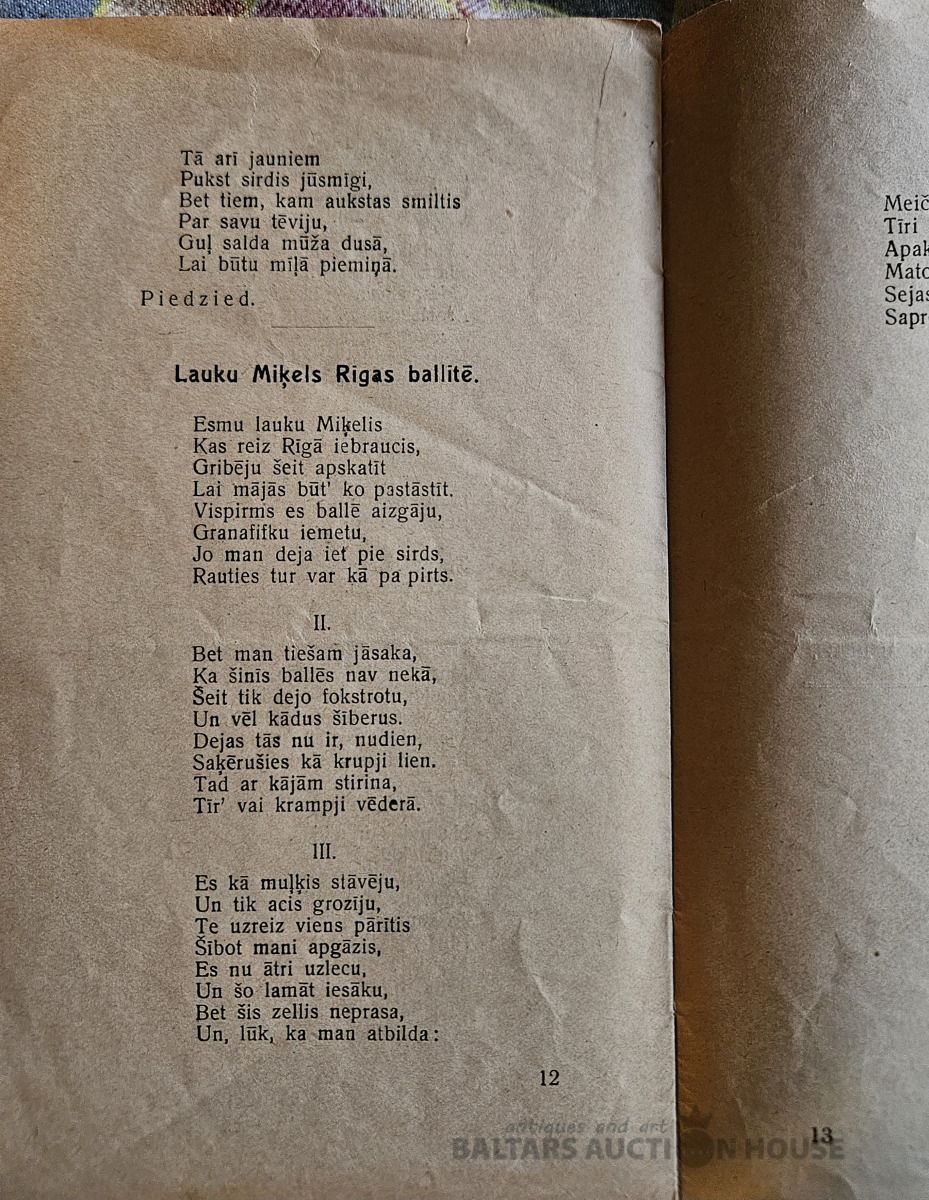 Tā arī jauniem
Pukst sirdis jūsmīgi,
Bet tiem, kam aukstas smiltis
Par savu tēviju,
Guļ salda mūža dusā,
Lai būtu mīļā piemiņā.
Piedzied.
Lauku Miķels Rigas ballitē.
Esmu lauku Miķelis
Kas reiz Rīgā iebraucis,
Gribēju šeit apskatīt
Lai mājās būt' ko pastāstīt.
Vispirms es ballē aizgāju,
Granafifku iemetu,
Jo man deja iet pie sirds,
Rauties tur var kā pa pirts.
II.
Bet man tiešam jāsaka,
Ka šinīs ballēs nav nekā,
Šeit tik dejo fokstrotu,
Un vēl kādus šīberus.
Dejas tās nu ir, nudien,
Saķērušies kā krupji lien.
Tad ar kājām stirina,
Tīr' vai krampji vēderā.
III.
Es kā muļķis stāvēju,
Un tik acis grozīju,
Te uzreiz viens pārītis
Šībot mani apgāzis,
Es nu ātri uzlecu,
Un šo lamāt iesāku,
Bet šis zellis neprasa,
Un, lūk, ka man atbilda:
12
Meič
Tīri
Apak
Mato
Sejas
Sapr
13
antiques and art
BALTARS AUCTION HOUSE